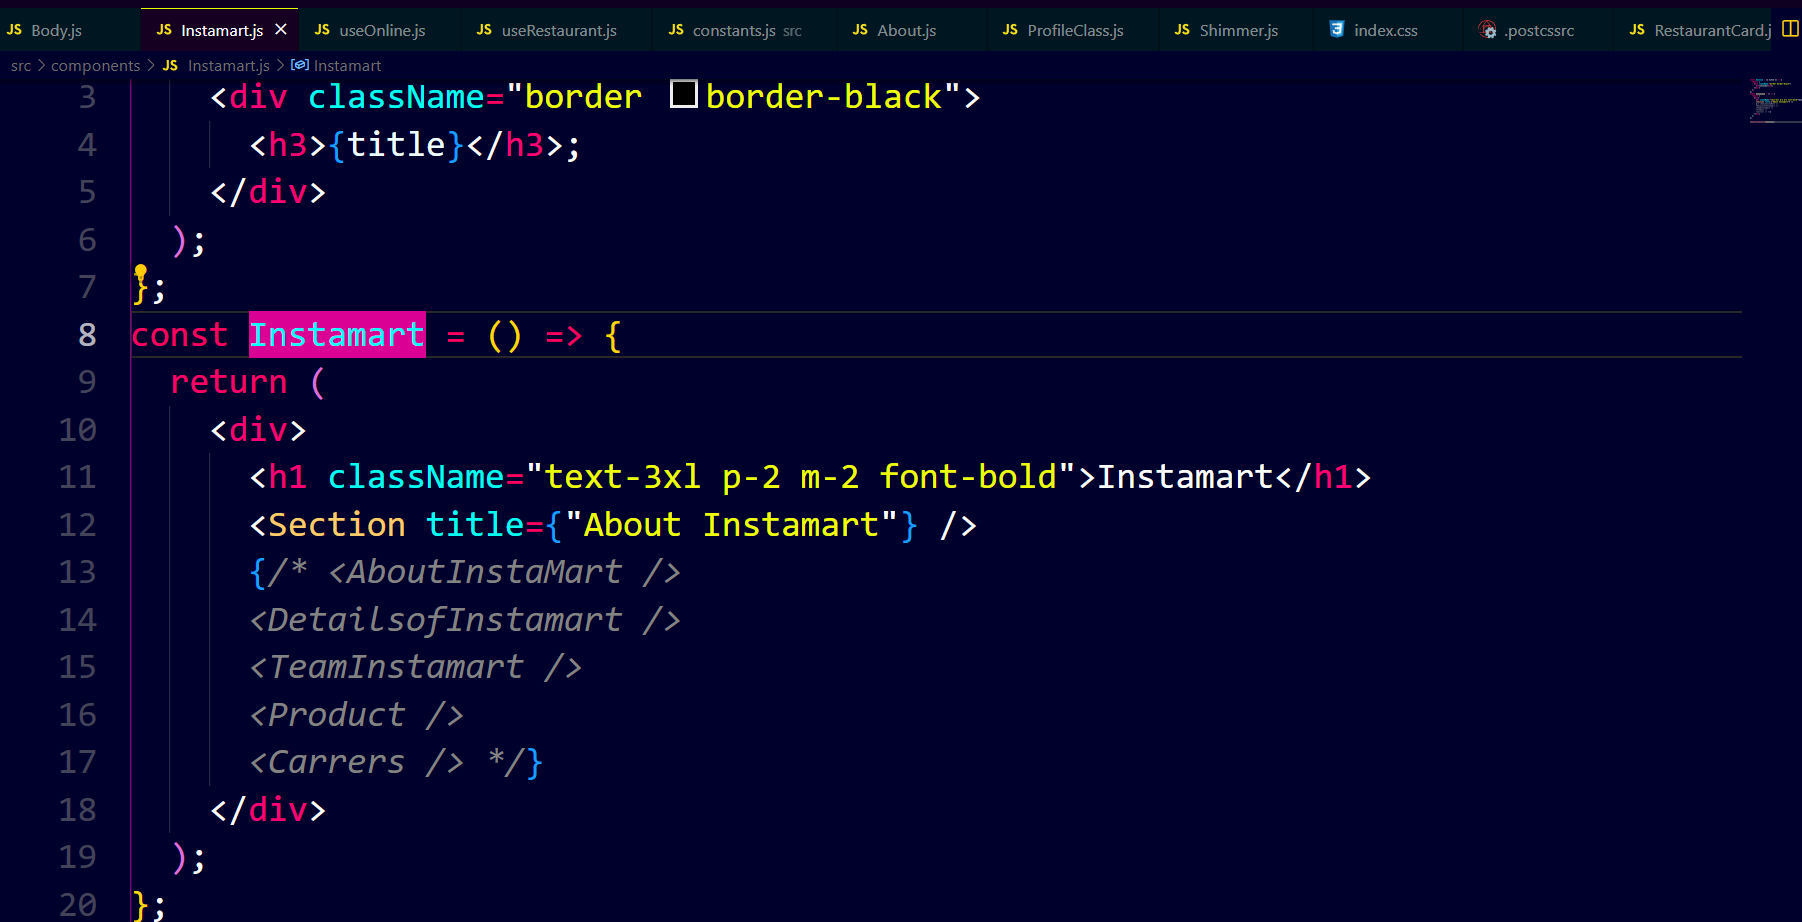 JS Body.js JS Instamart.js × JS useOnline.js JS useRestaurant.js JS constants.js src JS About.js JS ProfileClass.js JS Shimmer.js index.css .postcssrc JS RestaurantCard.j
src > components > JS Instamart.js > Instamart
3 <div className="border border-black">
4 <h3>{title}</h3>;
5 </div>
6 );
7 };
8 const Instamart = () => {
9 return (
10 <div>
11 <h1 className="text-3xl p-2 m-2 font-bold">Instamart</h1>
12 <Section title={"About Instamart"} />
13 {/* <AboutInstaMart />
14 <DetailsofInstamart />
15 <TeamInstamart />
16 <Product />
17 <Carrers /> */}
18 </div>
19 );
20 };